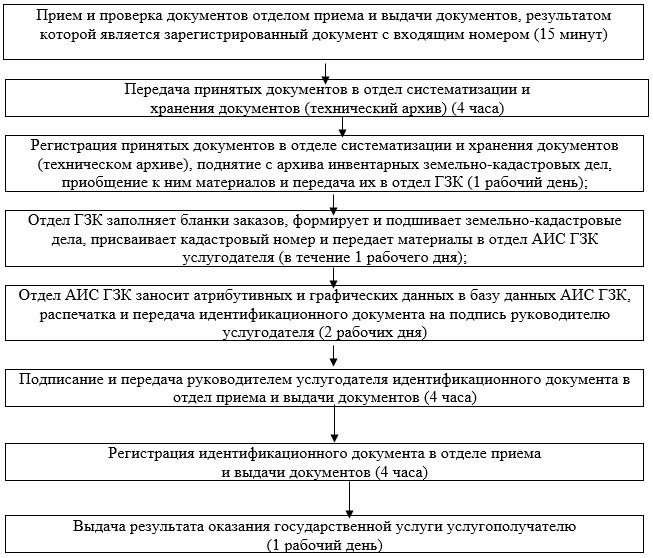 Прием и проверка документов отделом приема и выдачи документов, результатом
которой является зарегистрированный документ с входящим номером (15 минут)
Передача принятых документов в отдел систематизации и
хранения документов (технический архив) (4 часа)
Регистрация принятых документов в отделе систематизации и хранения документов
(техническом архиве), поднятие с архива инвентарных земельно-кадастровых дел,
приобщение к ним материалов и передача их в отдел ГЗК (1 рабочий день);
Отдел ГЗК заполняет бланки заказов, формирует и подшивает земельно-кадастровые
дела, присваивает кадастровый номер и передает материалы в отдел АИС ГЗК
услугодателя (в течение 1 рабочего дня);
Отдел АИС ГЗК заносит атрибутивных и графических данных в базу данных АИС ГЗК,
распечатка и передача идентификационного документа на подпись руководителю
услугодателя (2 рабочих дня)
Подписание и передача руководителем услугодателя идентификационного документа в
отдел приема и выдачи документов (4 часа)
Регистрация идентификационного документа в отделе приема
и выдачи документов (4 часа)
Выдача результата оказания государственной услуги услугополучателю
(1 рабочий день)